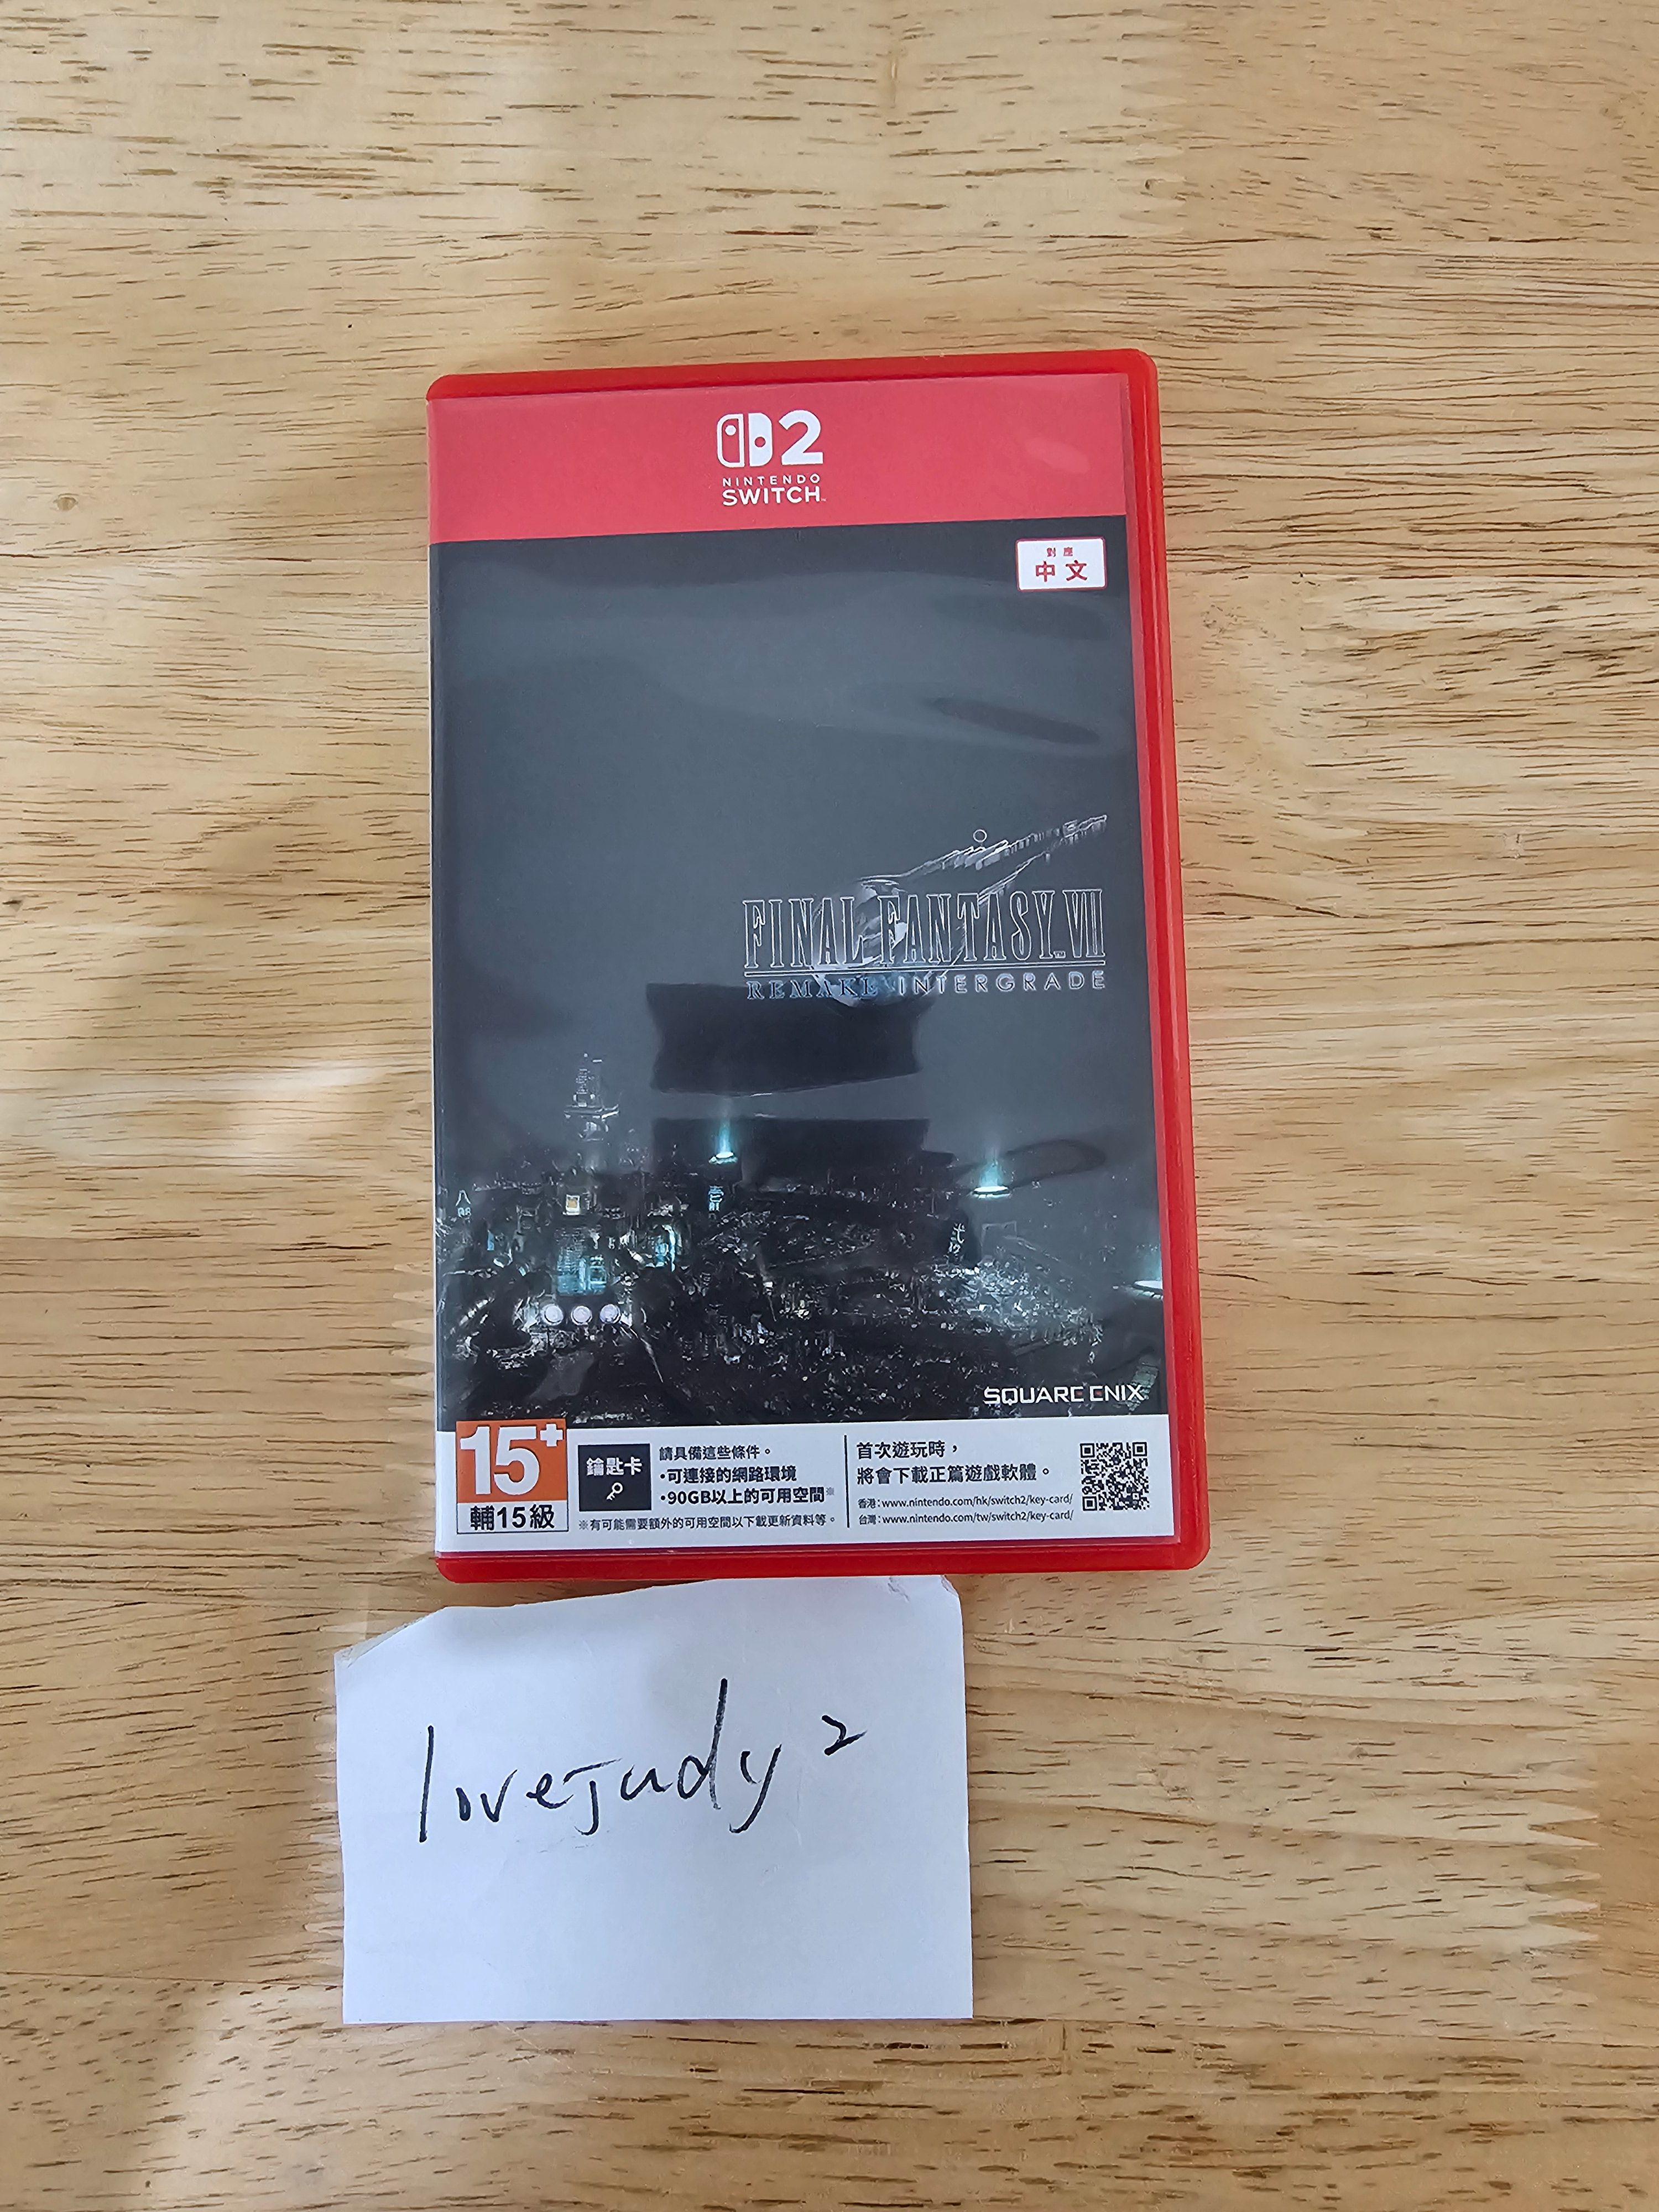 2
NINTENDO
SWITCH
對應
中文
FINAL FANTASY VII
REMAKE INTERGRADE
八號
壱號
SQUARE ENIX
15+
輔15級
鑰匙卡
請具備這些條件。
・可連接的網路環境
・90GB以上的可用空間※
※有可能需要額外的可用空間以下載更新資料等。
首次遊玩時，
將會下載正篇遊戲軟體。
香港：www.nintendo.com/hk/switch2/key-card/
台灣：www.nintendo.com/tw/switch2/key-card/
lovejudy2